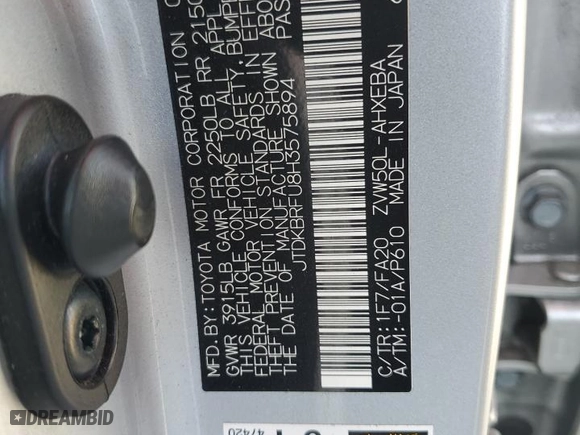 MFD. BY: TOYOTA MOTOR CORPORATION
GVWR 3915LB GAWR FR 2250LB RR 2150
THIS VEHICLE CONFORMS TO ALL APPL
FEDERAL MOTOR VEHICLE SAFETY, BUMP
THEFT PREVENTION STANDARDS IN EFFE
THE DATE OF MANUFACTURE SHOWN ABO
JTDKBRFU8H3575894 PAS
C/TR: 1F7/FA20 ZVW50L-AHXEBA
A/TM: -01A/P610 MADE IN JAPAN
47420
DREAMBID